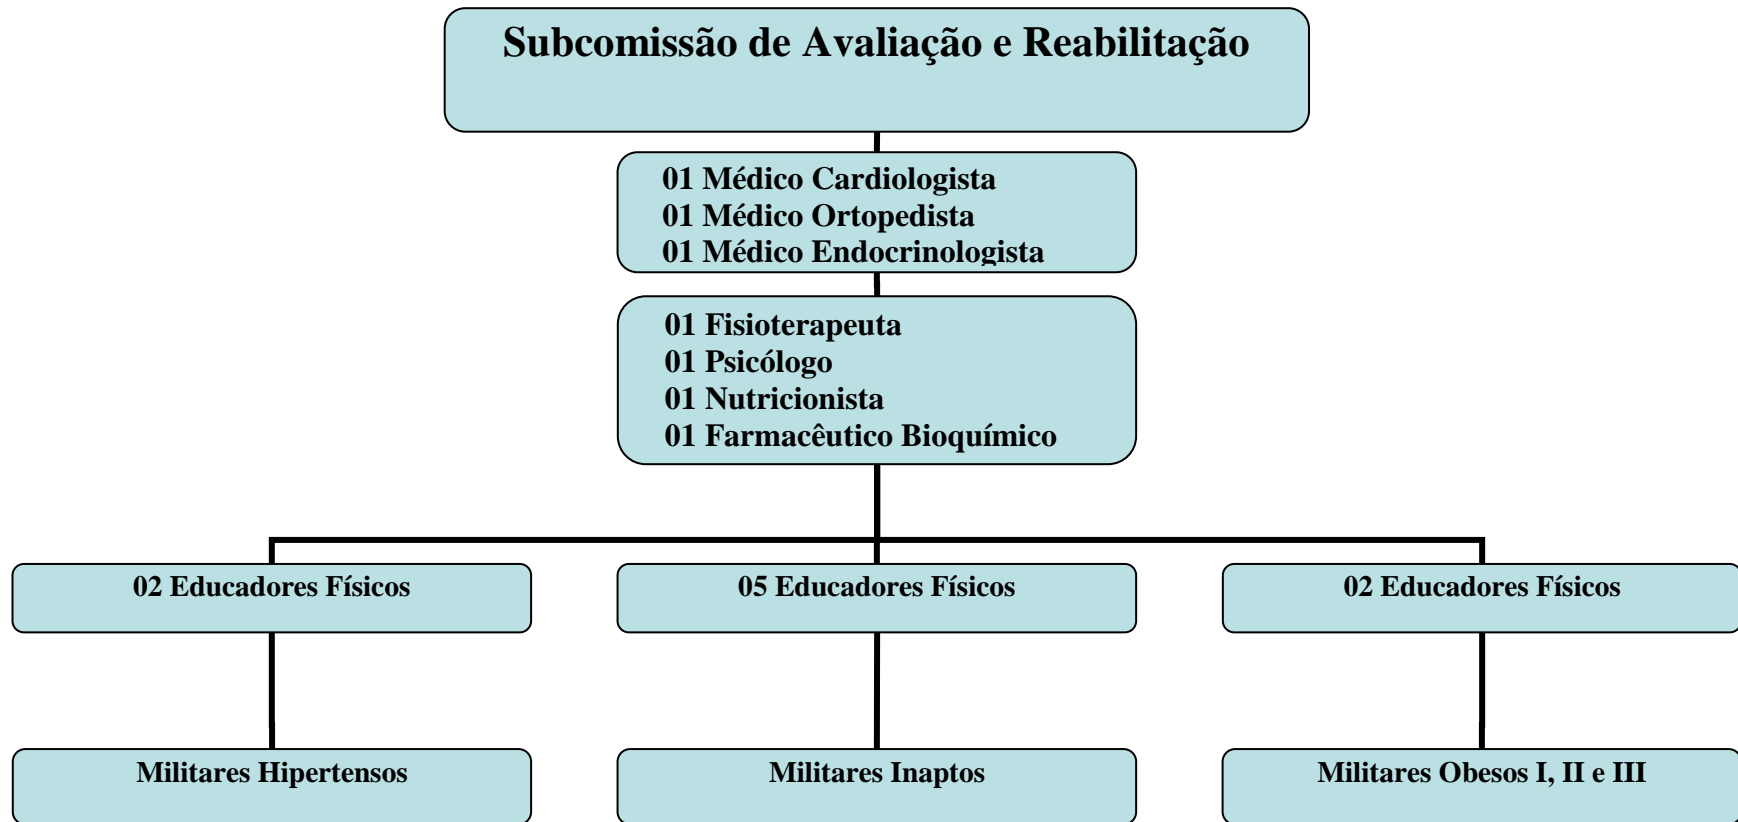 Subcomissão de Avaliação e Reabilitação
01 Médico Cardiologista
01 Médico Ortopedista
01 Médico Endocrinologista
01 Fisioterapeuta
01 Psicólogo
01 Nutricionista
01 Farmacêutico Bioquímico
02 Educadores Físicos
05 Educadores Físicos
02 Educadores Físicos
Militares Hipertensos
Militares Inaptos
Militares Obesos I, II e III